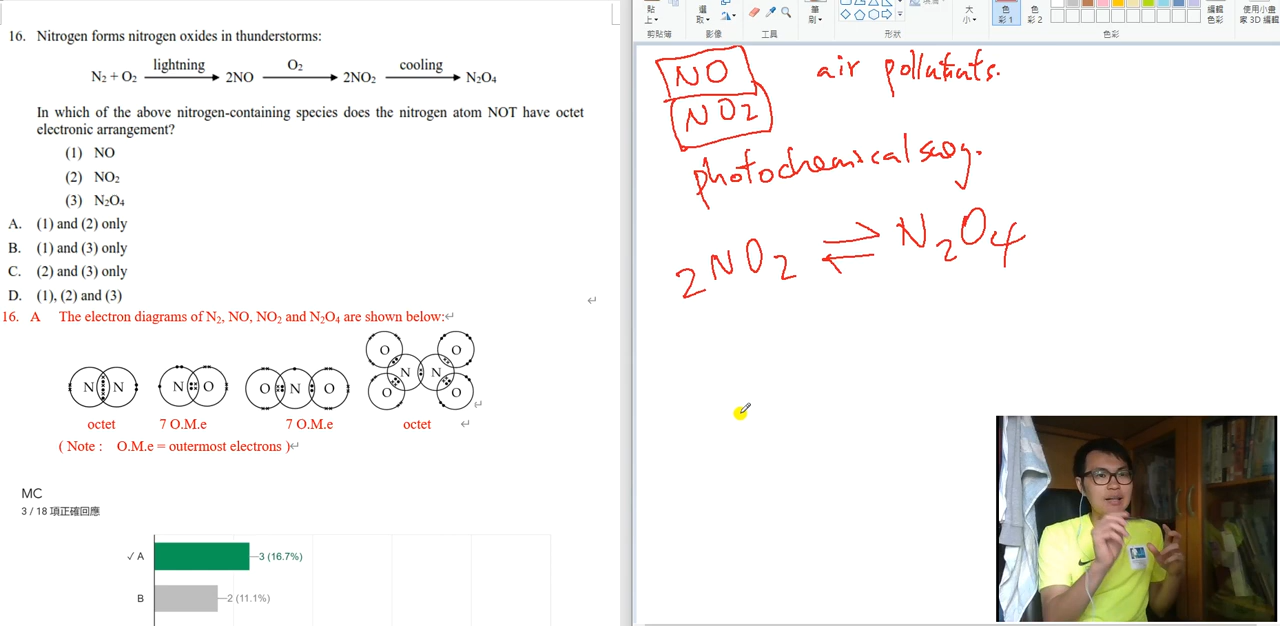 16. Nitrogen forms nitrogen oxides in thunderstorms:
N₂ + O₂ lightning 2NO O₂ 2NO₂ cooling N₂O₄
In which of the above nitrogen-containing species does the nitrogen atom NOT have octet
electronic arrangement?
(1) NO
(2) NO₂
(3) N₂O₄
A. (1) and (2) only
B. (1) and (3) only
C. (2) and (3) only
D. (1), (2) and (3)
16. A The electron diagrams of N₂, NO, NO₂ and N₂O₄ are shown below:
O O
N N N O O N O N N
O O
octet 7 O.M.e 7 O.M.e octet
( Note : O.M.e = outermost electrons )
MC
3 / 18 項正確回應
✓ A 3 (16.7%)
B 2 (11.1%)
貼上 選取 筆刷 大小 色彩 1 色彩 2 編輯色彩 使用小畫家 3D 編輯
剪貼簿 影像 工具 形狀 色彩
NO air pollutants.
NO₂
photochemical smog.
2NO₂ ⇌ N₂O₄